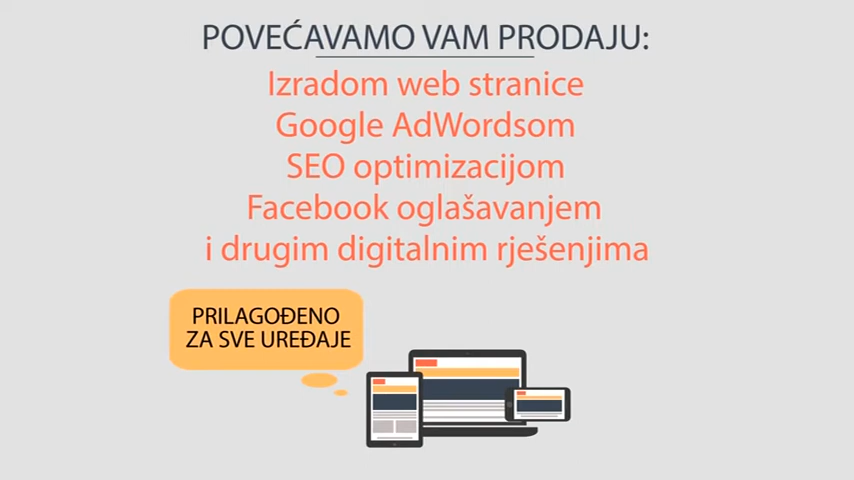 POVEĆAVAMO VAM PRODAJU:
Izradom web stranice
Google AdWordsom
SEO optimizacijom
Facebook oglašavanjem
i drugim digitalnim rješenjima
PRILAGOĐENO
ZA SVE UREĐAJE